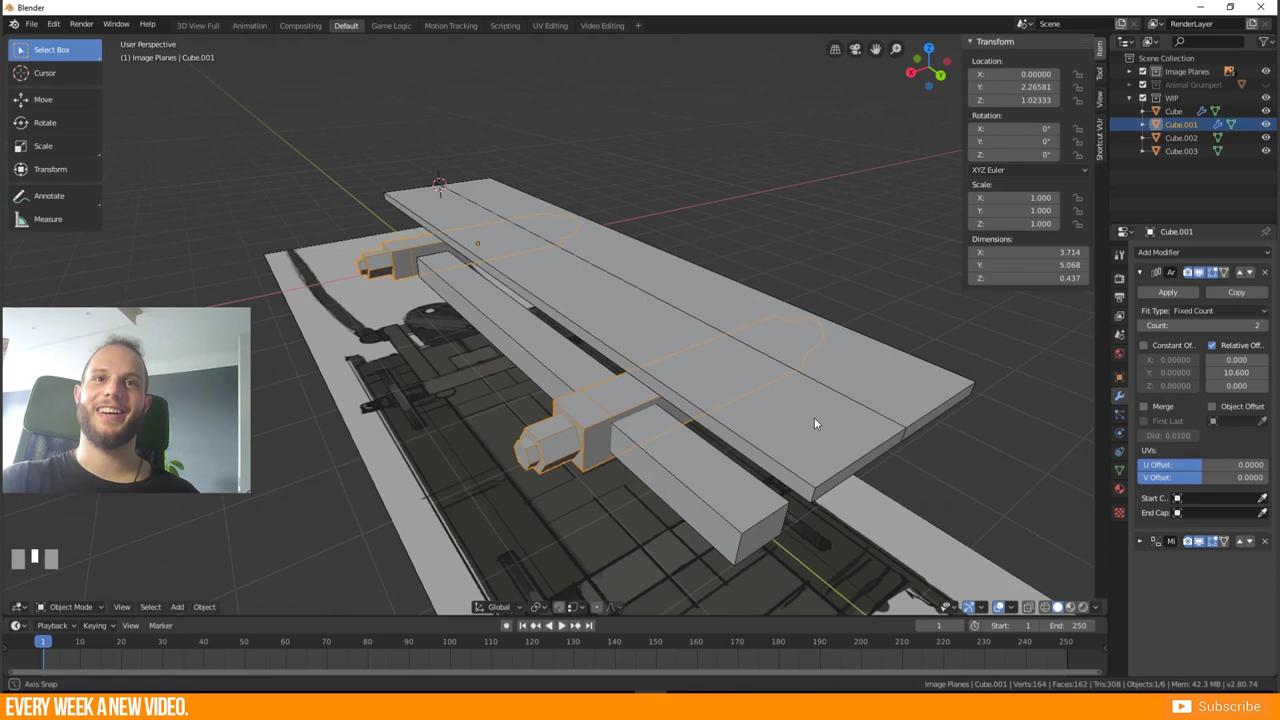 Blender
File Edit Render Window Help
3D View Full Animation Compositing Default Game Logic Motion Tracking Scripting UV Editing Video Editing +
Scene
RenderLayer
Select Box
Cursor
Move
Rotate
Scale
Transform
Annotate
Measure
User Perspective
(1) Image Planes | Cube.001
Transform
Location:
X: 0.00000
Y: 2.26581
Z: 1.02333
Rotation:
X: 0°
Y: 0°
Z: 0°
XYZ Euler
Scale:
X: 1.000
Y: 1.000
Z: 1.000
Dimensions:
X: 3.714
Y: 5.068
Z: 0.437
Item
Tool
View
Shortcut VUr
Scene Collection
Image Planes
Animal Grumperl
WIP
Cube
Cube.001
Cube.002
Cube.003
Cube.001
Add Modifier
Ar
Apply Copy
Fit Type: Fixed Count
Count: 2
Constant Of.. Relative Off..
X: 0.00000 0.000
Y: 0.00000 10.600
Z: 0.00000 0.000
Merge Object Offset
First Last
Dist: 0.0100
UVs:
U Offset: 0.0000
V Offset: 0.0000
Start C..
End Cap:
Mi
Object Mode View Select Add Object
Global
Playback Keying View Marker
1 Start: 1 End: 250
1 10 20 30 40 50 60 70 80 90 100 110 120 130 140 150 160 170 180 190 200 210 220 230 240 250
Axis Snap
Image Planes | Cube.001 | Verts:164 | Faces:162 | Tris:308 | Objects:1/6 | Mem: 42.3 MB | v2.80.74
EVERY WEEK A NEW VIDEO.
Subscribe